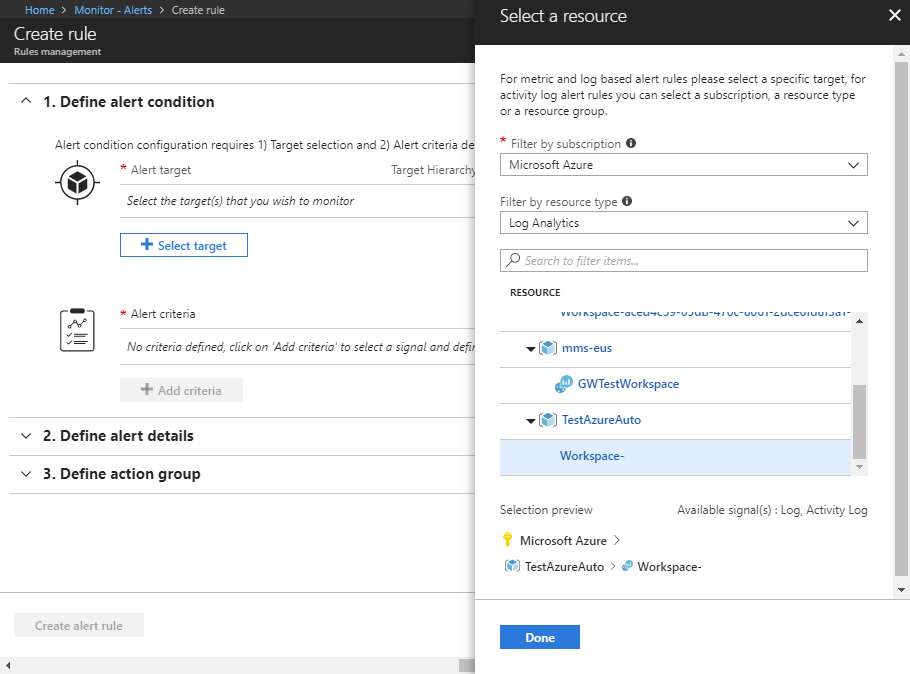 Home > Monitor - Alerts > Create rule
Create rule
Rules management
1. Define alert condition
Alert condition configuration requires 1) Target selection and 2) Alert criteria de
* Alert target
Target Hierarchy
Select the target(s) that you wish to monitor
+ Select target
* Alert criteria
No criteria defined, click on 'Add criteria' to select a signal and defin
+ Add criteria
2. Define alert details
3. Define action group
Create alert rule
Select a resource
For metric and log based alert rules please select a specific target, for
activity log alert rules you can select a subscription, a resource type
or a resource group.
* Filter by subscription
Microsoft Azure
Filter by resource type
Log Analytics
Search to filter items...
RESOURCE
mms-eus
GWTestWorkspace
TestAzureAuto
Workspace-
Selection preview
Available signal(s) : Log, Activity Log
Microsoft Azure >
TestAzureAuto > Workspace-
Done